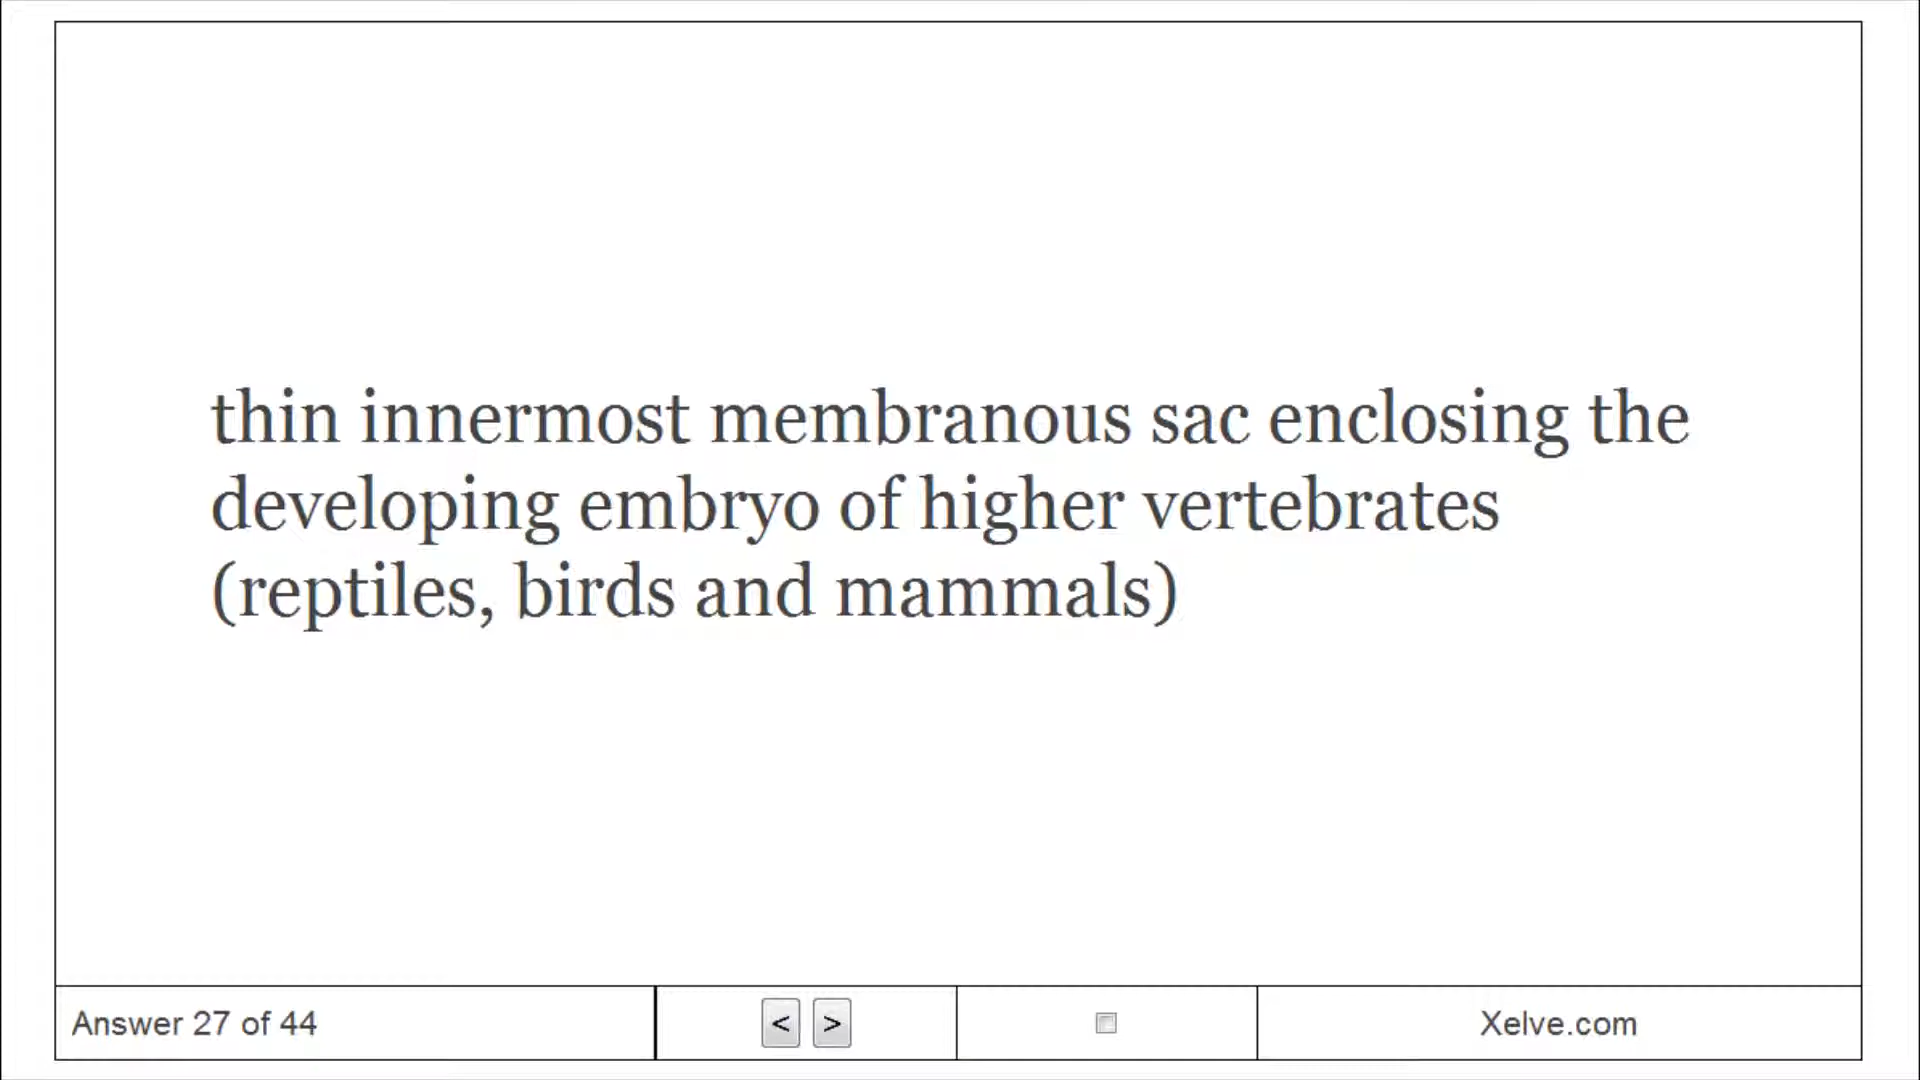 thin innermost membranous sac enclosing the
developing embryo of higher vertebrates
(reptiles, birds and mammals)
Answer 27 of 44
< >
Xelve.com